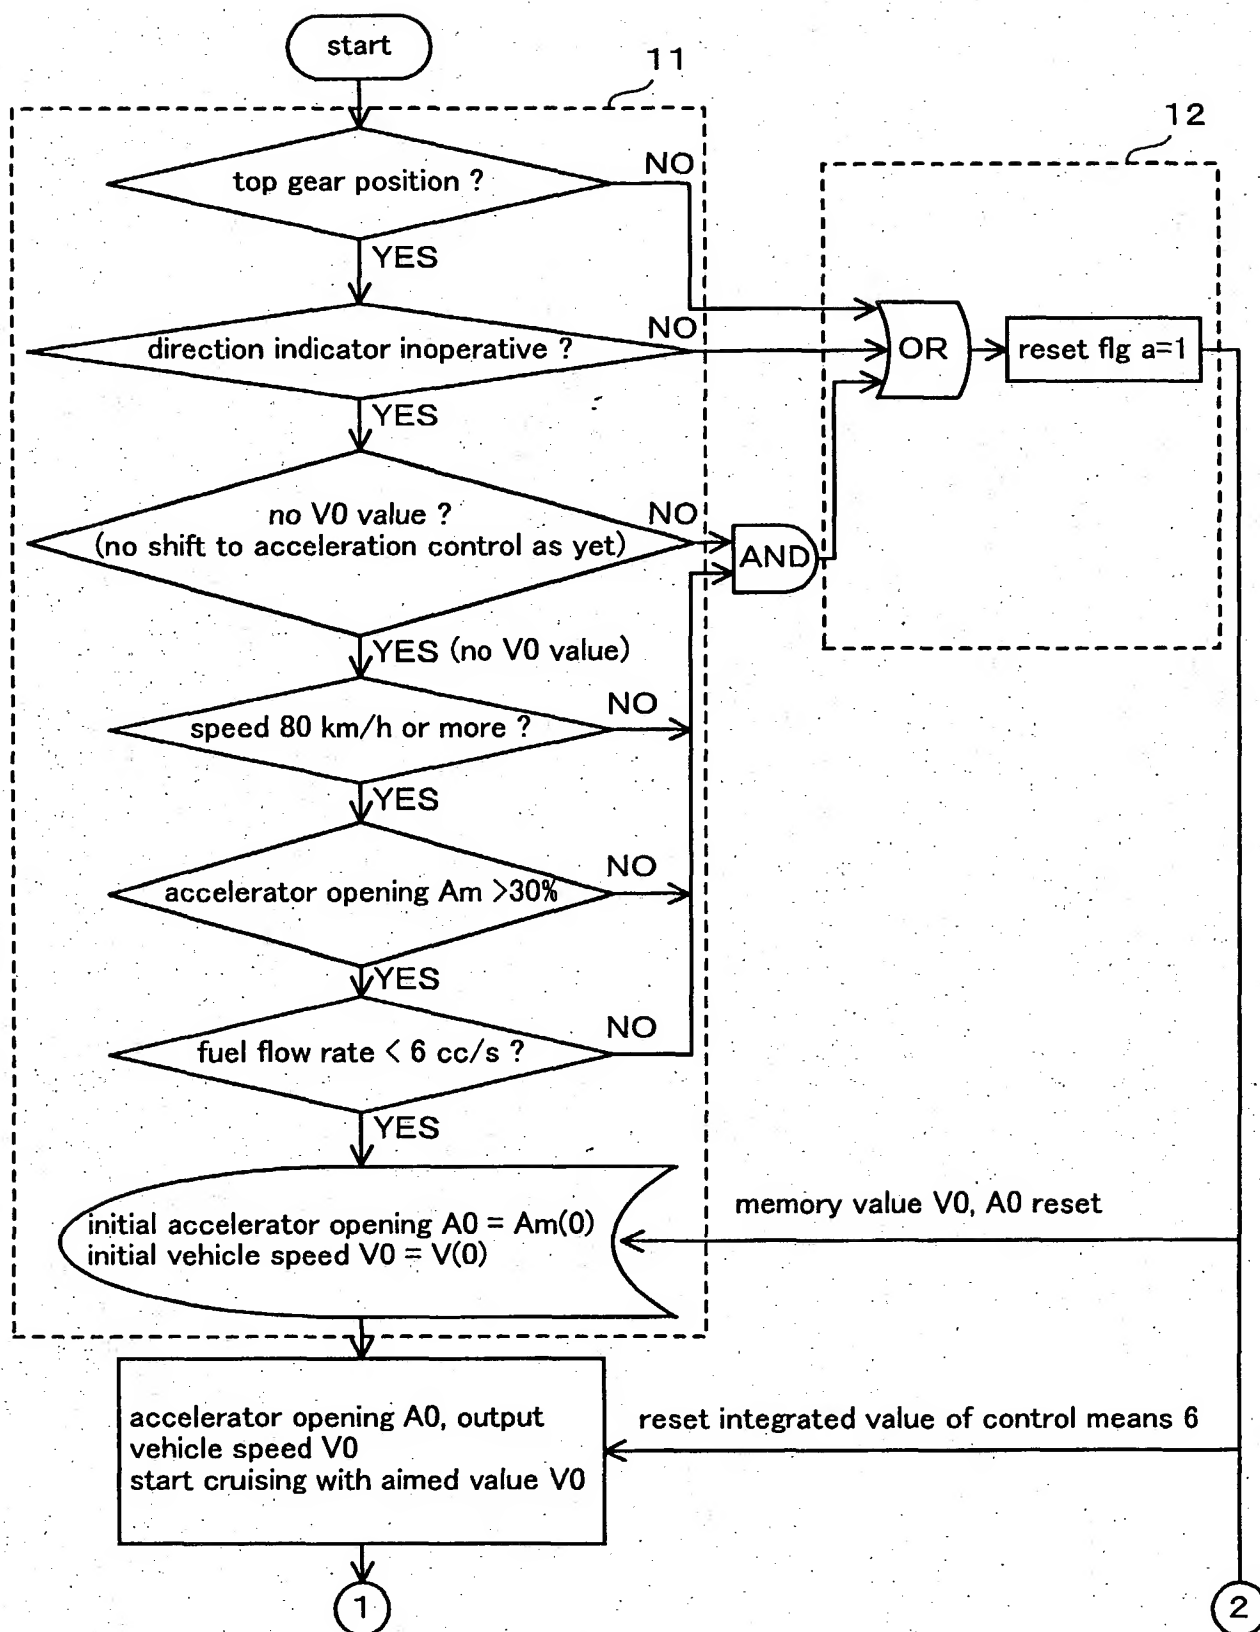 start
11
12
top gear position ?
NO
YES
direction indicator inoperative ?
NO
OR
reset flg a=1
YES
no V0 value ?
(no shift to acceleration control as yet)
NO
AND
YES (no V0 value)
speed 80 km/h or more ?
NO
YES
accelerator opening Am >30%
NO
YES
fuel flow rate < 6 cc/s ?
NO
YES
initial accelerator opening A0 = Am(0)
initial vehicle speed V0 = V(0)
memory value V0, A0 reset
accelerator opening A0, output
vehicle speed V0
start cruising with aimed value V0
reset integrated value of control means 6
1
2